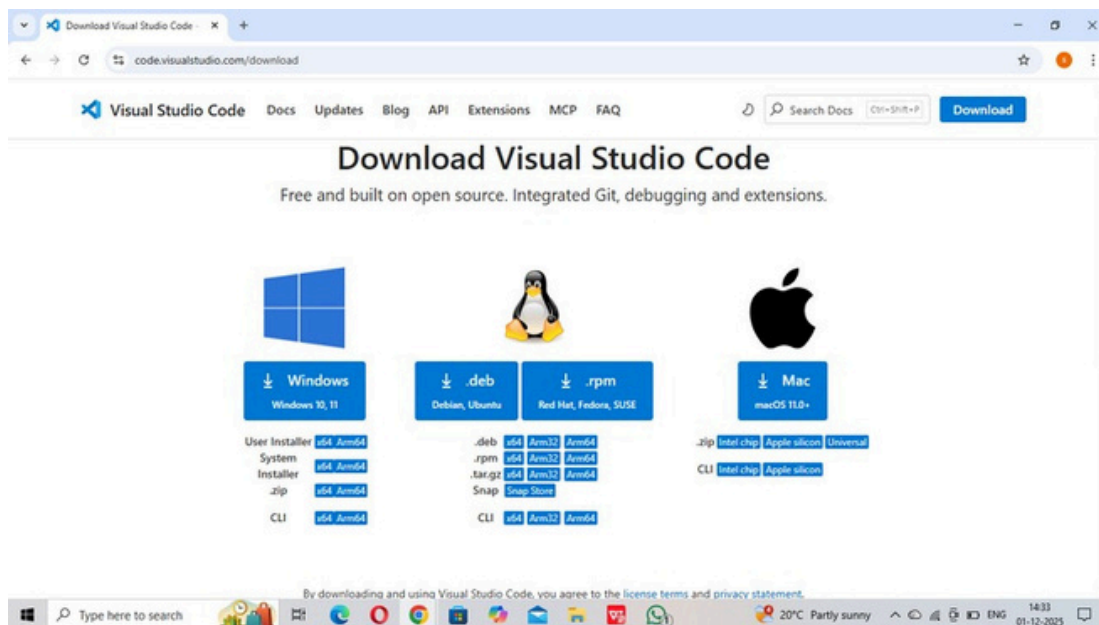 Download Visual Studio Code -
code.visualstudio.com/download
Visual Studio Code Docs Updates Blog API Extensions MCP FAQ Search Docs Ctrl+Shift+P Download
Download Visual Studio Code
Free and built on open source. Integrated Git, debugging and extensions.
Windows
Windows 10, 11
.deb
Debian, Ubuntu
.rpm
Red Hat, Fedora, SUSE
Mac
macOS 11.0+
User Installer x64 Arm64
System
Installer x64 Arm64
.zip x64 Arm64
CLI x64 Arm64
.deb x64 Arm32 Arm64
.rpm x64 Arm32 Arm64
.tar.gz x64 Arm32 Arm64
Snap Snap Store
CLI x64 Arm32 Arm64
.zip Intel chip Apple silicon Universal
CLI Intel chip Apple silicon
By downloading and using Visual Studio Code, you agree to the license terms and privacy statement.
Type here to search 20°C Partly sunny ENG 14:33
01-12-2025